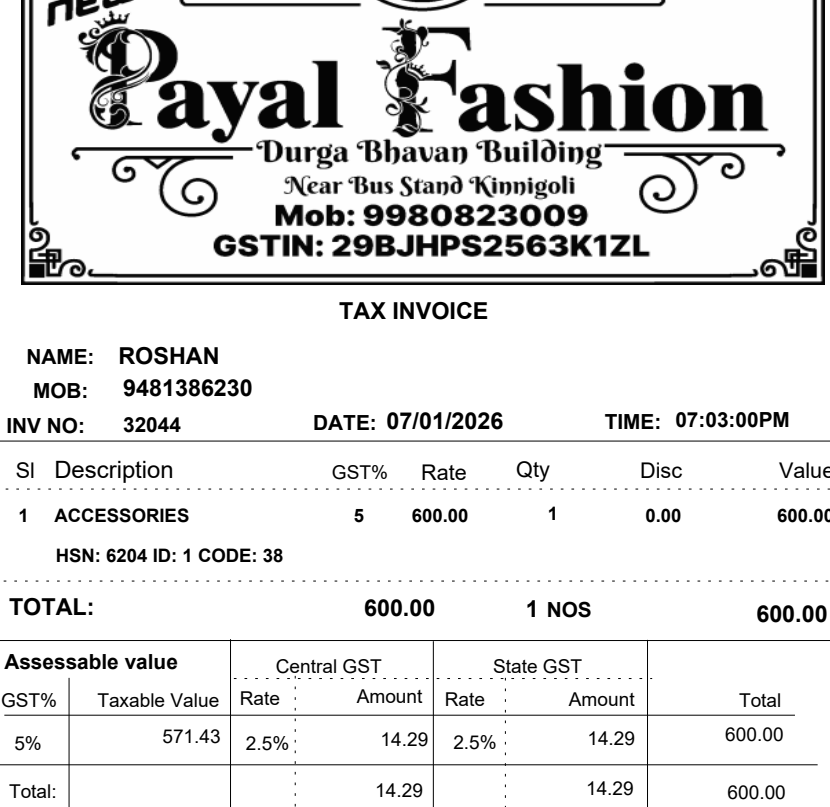 new
Payal Fashion
Durga Bhavan Building
Near Bus Stand Kinnigoli
Mob: 9980823009
GSTIN: 29BJHPS2563K1ZL
TAX INVOICE
NAME: ROSHAN
MOB: 9481386230
INV NO: 32044 DATE: 07/01/2026 TIME: 07:03:00PM
Sl Description GST% Rate Qty Disc Value
1 ACCESSORIES 5 600.00 1 0.00 600.00
HSN: 6204 ID: 1 CODE: 38
TOTAL: 600.00 1 NOS 600.00
Assessable value Central GST State GST
GST% Taxable Value Rate Amount Rate Amount Total
5% 571.43 2.5% 14.29 2.5% 14.29 600.00
Total: 14.29 14.29 600.00